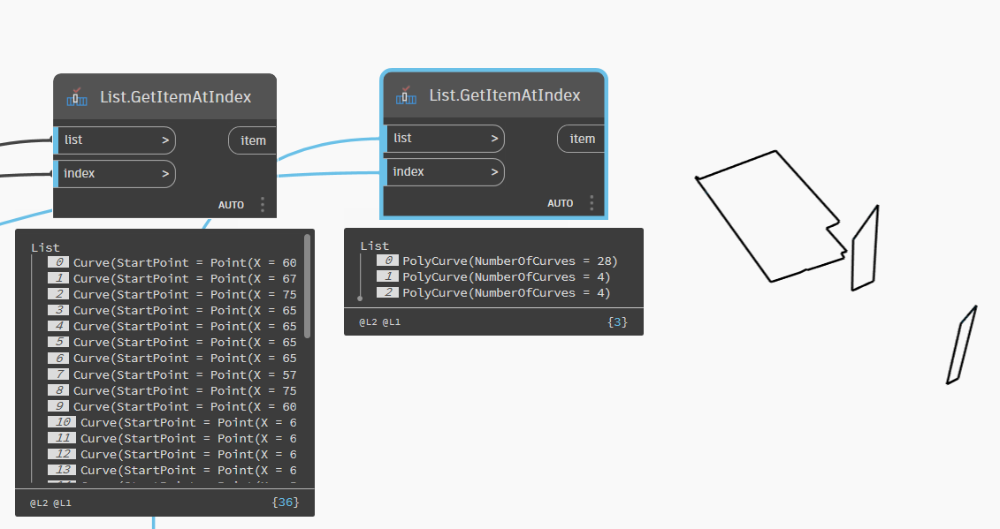 List.GetItemAtIndex
list >
item
index >
AUTO
List
0 Curve(StartPoint = Point(X = 60
1 Curve(StartPoint = Point(X = 67
2 Curve(StartPoint = Point(X = 75
3 Curve(StartPoint = Point(X = 65
4 Curve(StartPoint = Point(X = 65
5 Curve(StartPoint = Point(X = 65
6 Curve(StartPoint = Point(X = 65
7 Curve(StartPoint = Point(X = 57
8 Curve(StartPoint = Point(X = 75
9 Curve(StartPoint = Point(X = 60
10 Curve(StartPoint = Point(X = 6
11 Curve(StartPoint = Point(X = 6
12 Curve(StartPoint = Point(X = 6
13 Curve(StartPoint = Point(X = 6
@L2 @L1 {36}
List.GetItemAtIndex
list >
item
index >
AUTO
List
0 PolyCurve(NumberOfCurves = 28)
1 PolyCurve(NumberOfCurves = 4)
2 PolyCurve(NumberOfCurves = 4)
@L2 @L1 {3}